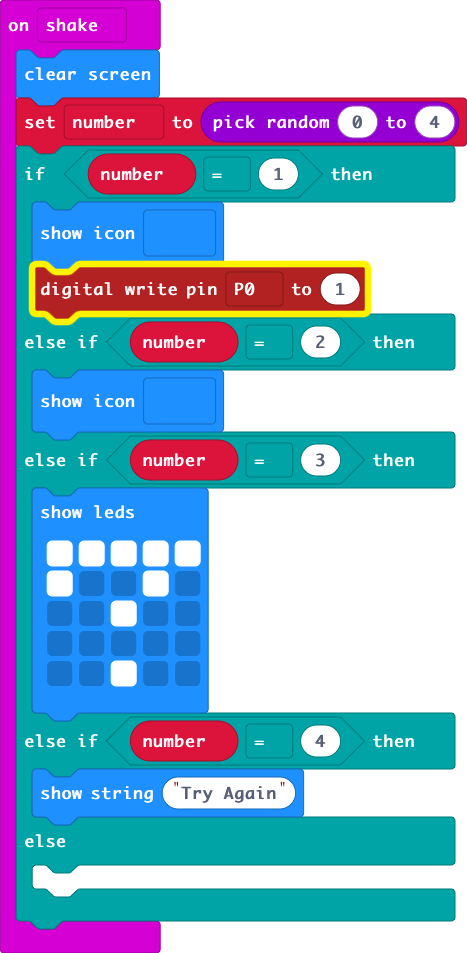 on shake
clear screen
set number to pick random 0 to 4
if number = 1 then
show icon
digital write pin P0 to 1
else if number = 2 then
show icon
else if number = 3 then
show leds
else if number = 4 then
show string "Try Again"
else